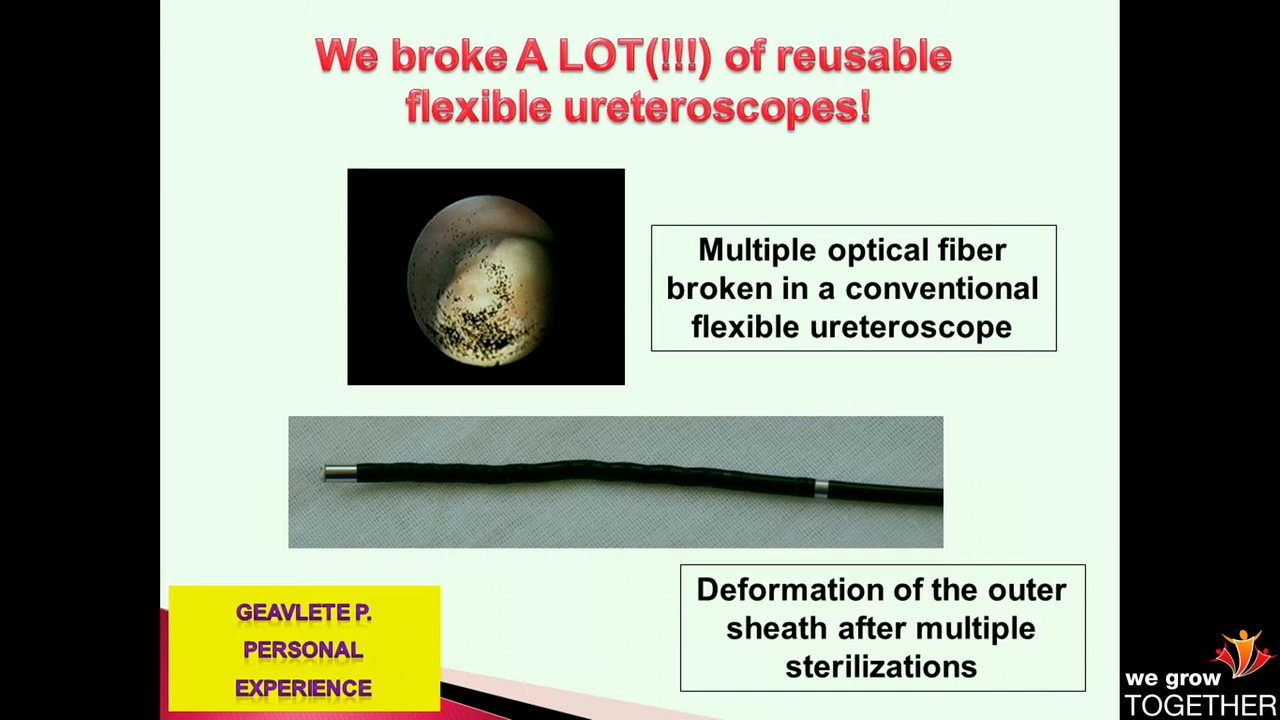 We broke A LOT(!!!) of reusable
flexible ureteroscopes!
Multiple optical fiber
broken in a conventional
flexible ureteroscope
Deformation of the outer
sheath after multiple
sterilizations
GEAVLETE P.
PERSONAL
EXPERIENCE
we grow
TOGETHER